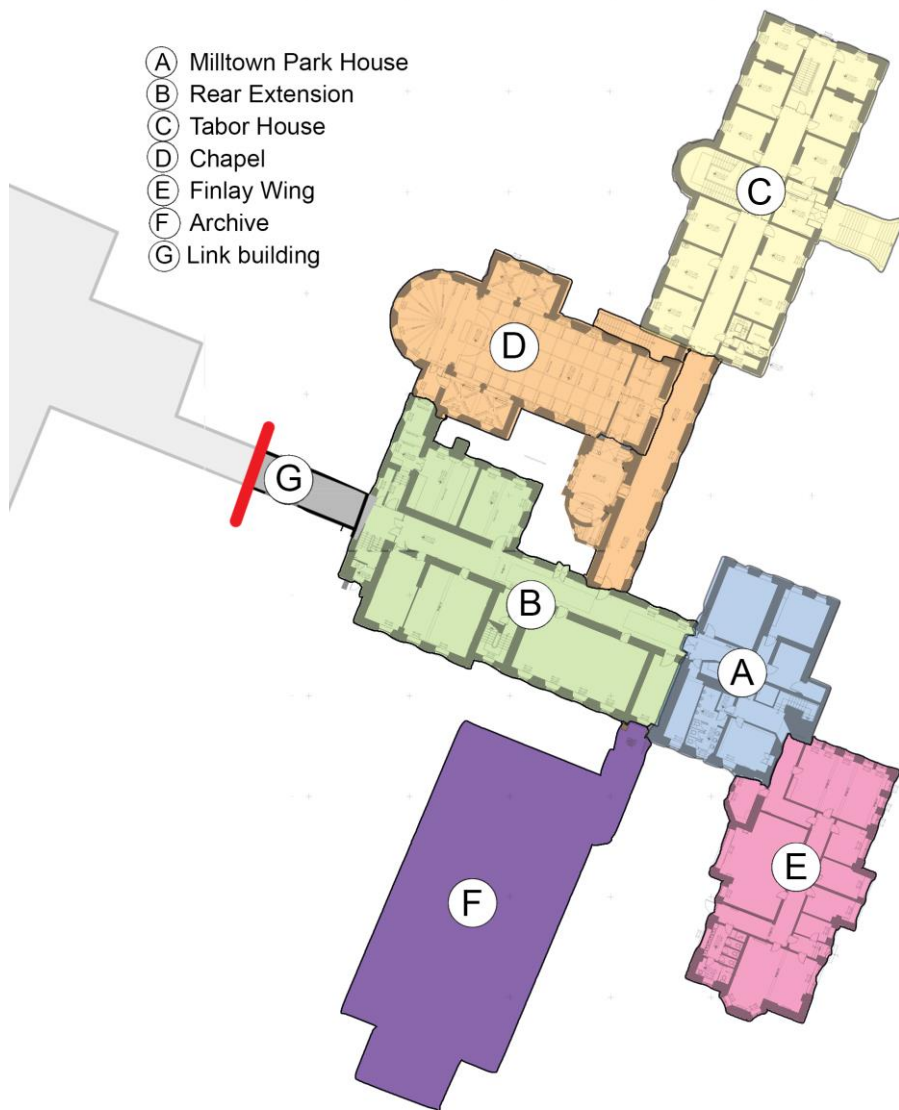 A Milltown Park House
B Rear Extension
C Tabor House
D Chapel
E Finlay Wing
F Archive
G Link building
C
D
G
B
A
E
F